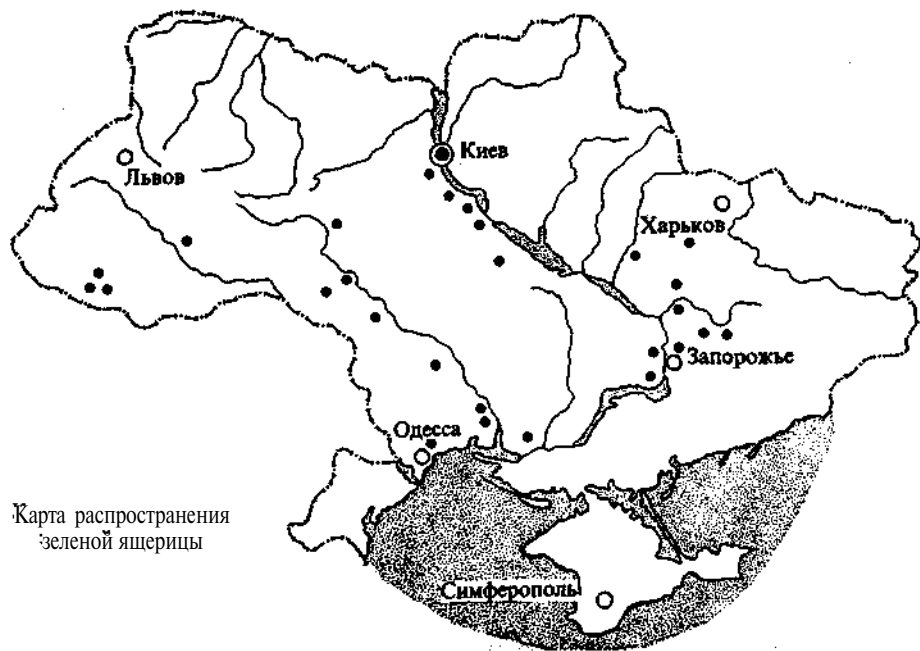 Киев
Львов
Харьков
Запорожье
Одесса
Карта распространения
зеленой ящерицы
Симферополь